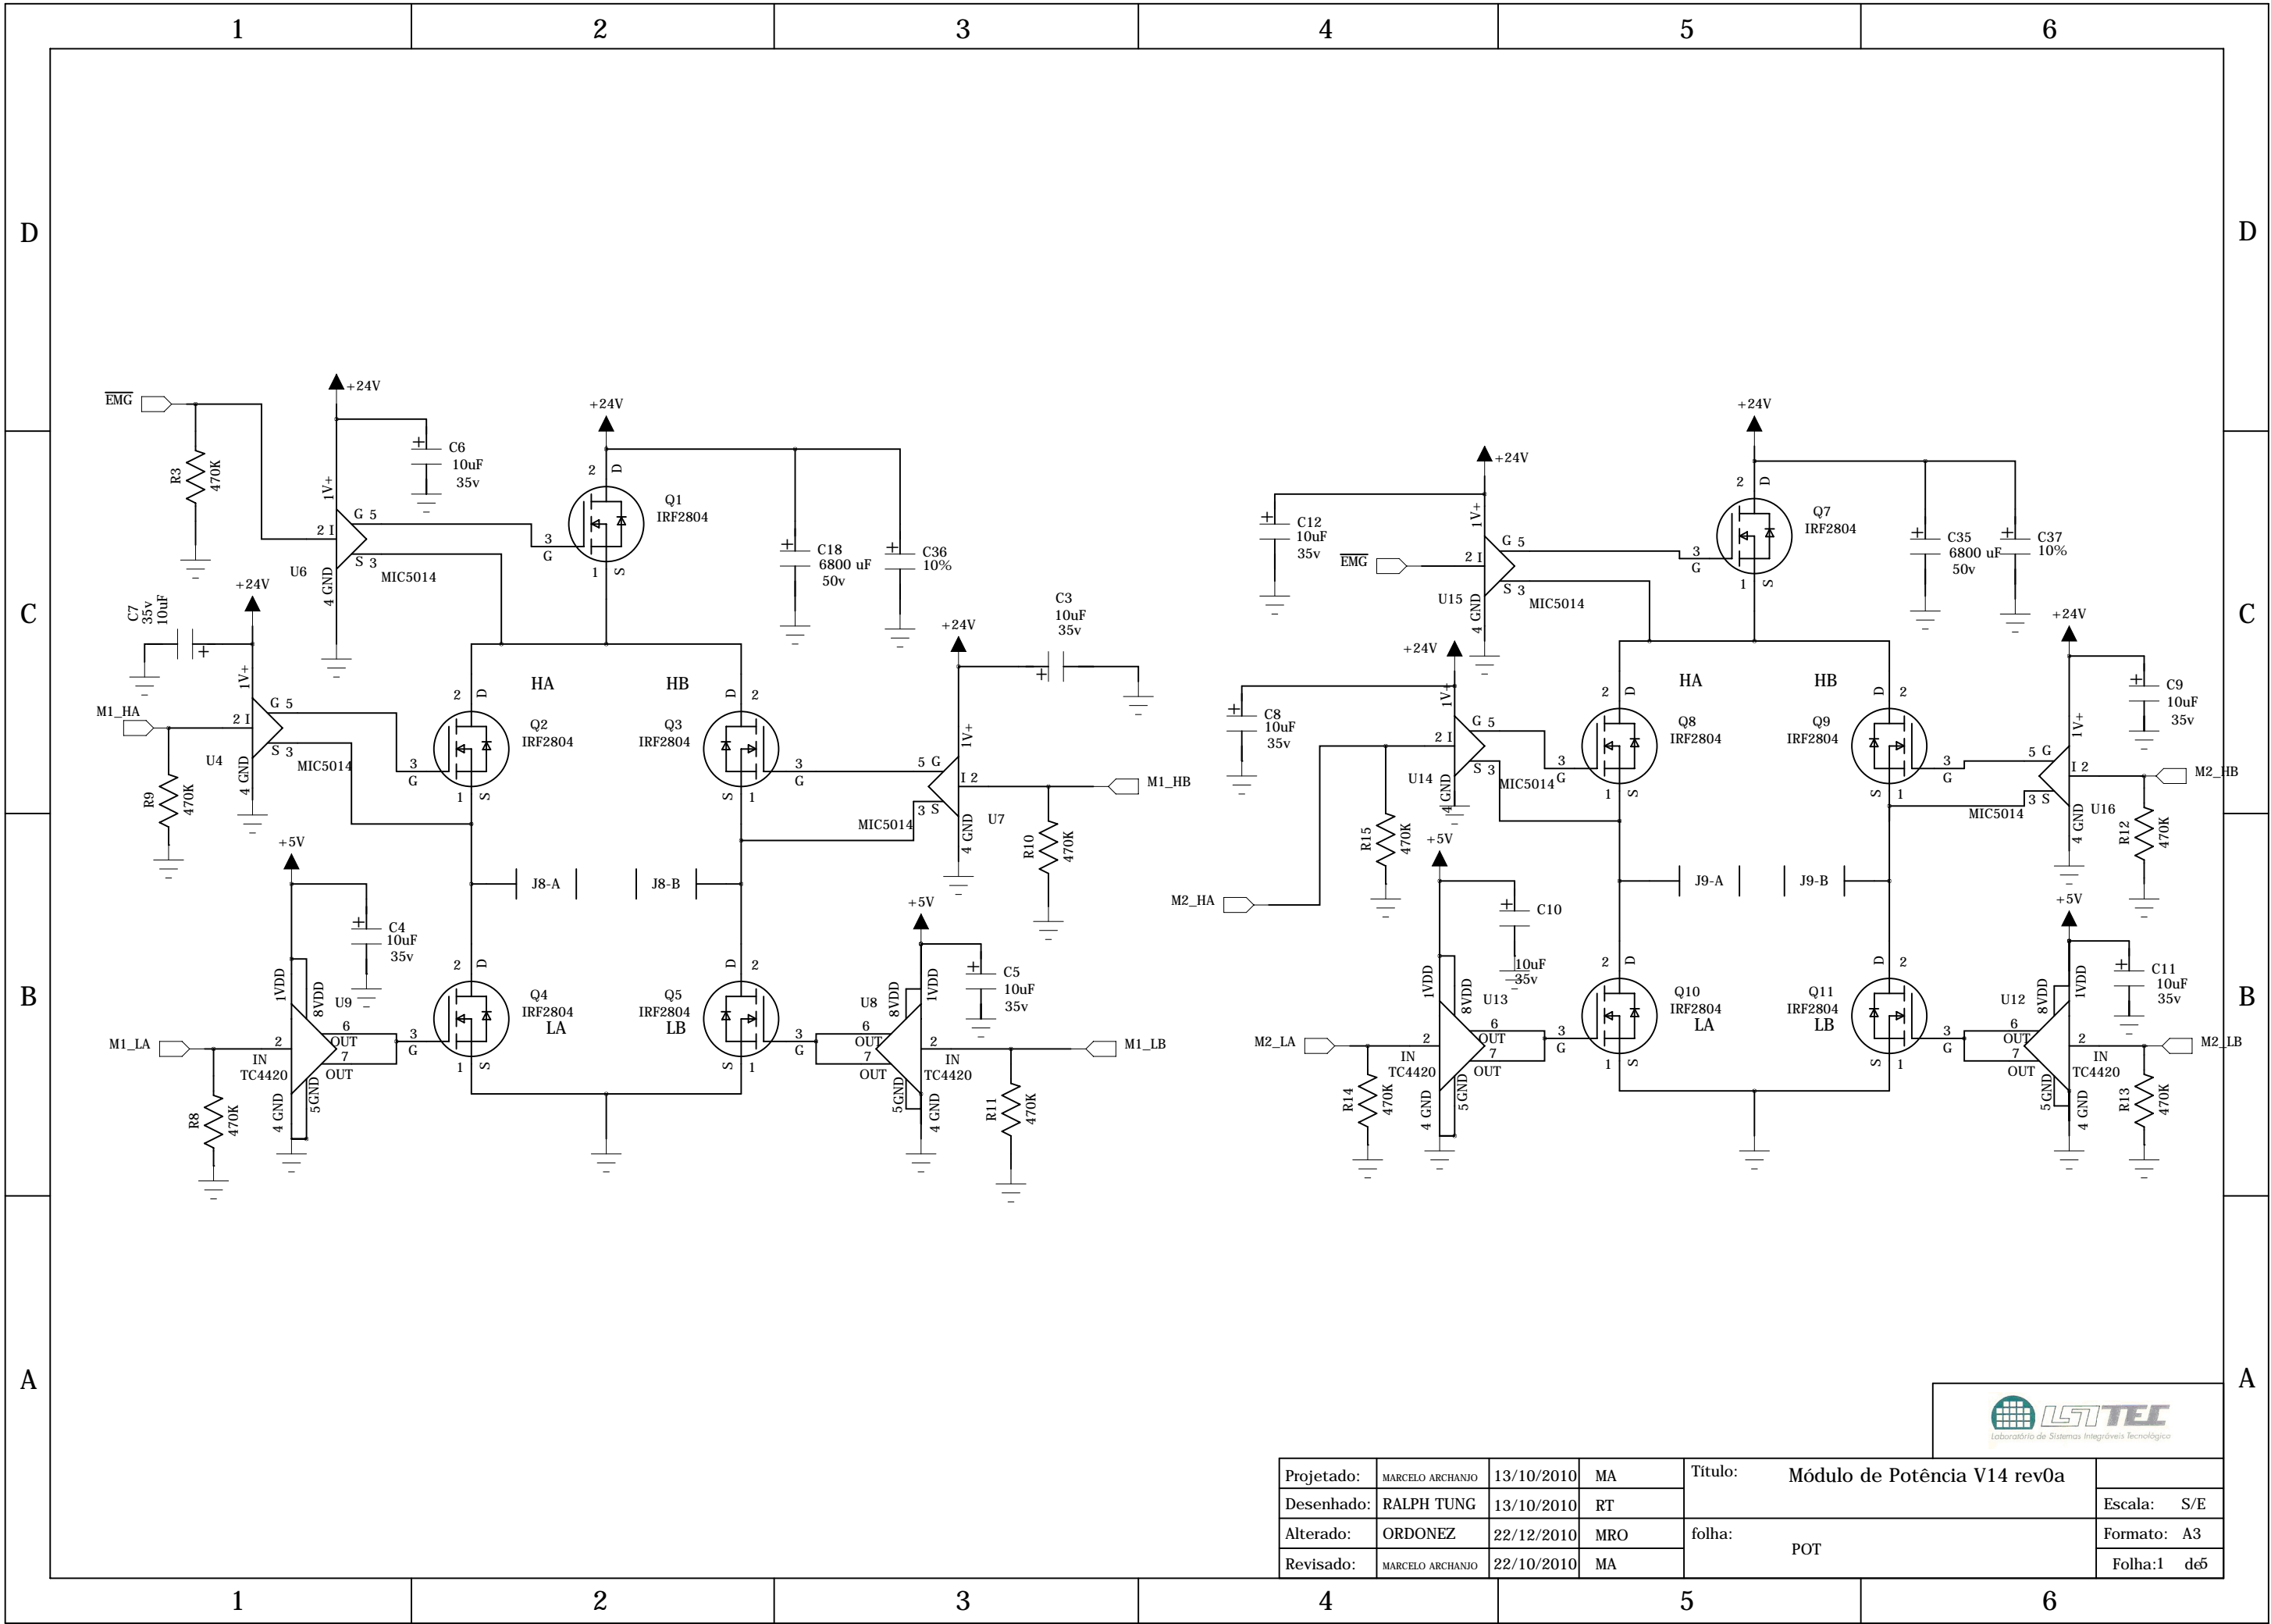 1 2 3 4 5 6
D
D
C
C
B
B
A
A
EMG
R3
470K
+24V
1V+
2 I
G 5
S 3
4 GND
U6
MIC5014
C6
10uF
35v
+24V
2 D
Q1
IRF2804
3
G
1 S
C18
6800 uF
50v
C36
10%
C7
35v
10uF
+24V
1V+
M1_HA
2 I
G 5
S 3
U4
4 GND
MIC5014
R9
470K
HA
2 D
Q2
IRF2804
3
G
1 S
HB
D 2
Q3
IRF2804
3
G
S 1
+24V
C3
10uF
35v
1V+
5 G
I 2
3 S
MIC5014
4 GND
U7
M1_HB
R10
470K
J8-A
J8-B
+5V
C4
10uF
35v
1VDD
8VDD
U9
M1_LA
2
IN
TC4420
6
OUT
7
OUT
4 GND
5GND
R8
470K
2 D
Q4
IRF2804
LA
3
G
1 S
D 2
Q5
IRF2804
LB
3
G
S 1
+5V
C5
10uF
35v
U8
8VDD
1VDD
6
OUT
7
OUT
2
IN
TC4420
5GND
4 GND
M1_LB
R11
470K
+24V
C12
10uF
35v
EMG
1V+
2 I
G 5
S 3
U15
4 GND
MIC5014
+24V
2 D
Q7
IRF2804
3
G
1 S
C35
6800 uF
50v
C37
10%
+24V
C8
10uF
35v
1V+
2 I
G 5
S 3
U14
4 GND
MIC5014
R15
470K
M2_HA
HA
2 D
Q8
IRF2804
3
G
1 S
HB
D 2
Q9
IRF2804
3
G
S 1
+24V
C9
10uF
35v
1V+
5 G
I 2
3 S
MIC5014
4 GND
U16
M2_HB
R12
470K
J9-A
J9-B
+5V
C10
10uF
35v
1VDD
8VDD
U13
M2_LA
2
IN
TC4420
6
OUT
7
OUT
4 GND
5GND
R14
470K
2 D
Q10
IRF2804
LA
3
G
1 S
D 2
Q11
IRF2804
LB
3
G
S 1
+5V
C11
10uF
35v
U12
8VDD
1VDD
6
OUT
7
OUT
2
IN
TC4420
5GND
4 GND
M2_LB
R13
470K
LSITEC
Laboratório de Sistemas Integráveis Tecnológico
Projetado: MARCELO ARCHANJO 13/10/2010 MA
Desenhado: RALPH TUNG 13/10/2010 RT
Alterado: ORDONEZ 22/12/2010 MRO
Revisado: MARCELO ARCHANJO 22/10/2010 MA
Título: Módulo de Potência V14 rev0a
folha:
POT
Escala: S/E
Formato: A3
Folha:1 de5
1 2 3 4 5 6